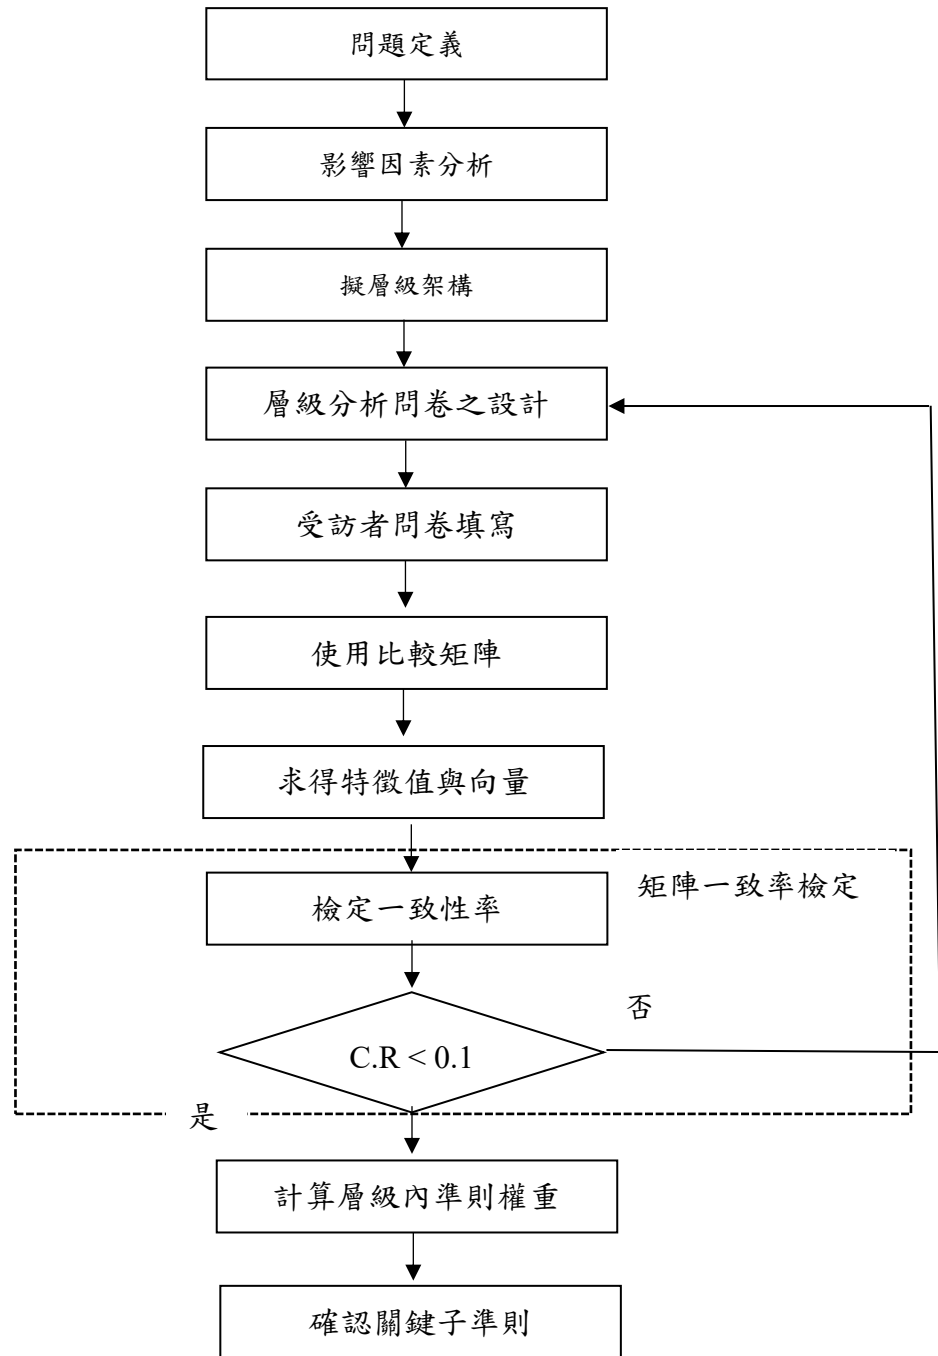 問題定義
影響因素分析
擬層級架構
層級分析問卷之設計
受訪者問卷填寫
使用比較矩陣
求得特徵值與向量
矩陣一致率檢定
檢定一致性率
否
C.R < 0.1
是
計算層級內準則權重
確認關鍵子準則